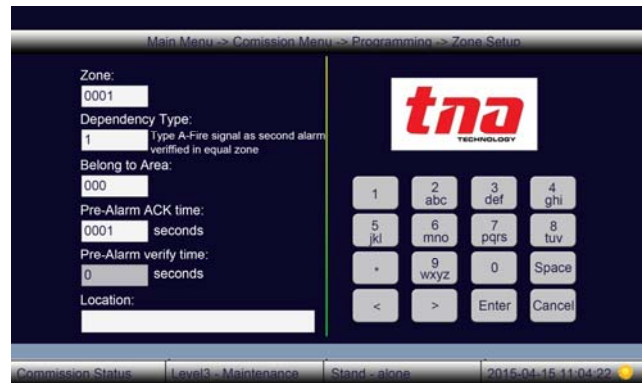 Main Menu -> Comission Menu -> Programming -> Zone Setup
Zone:
0001
Dependency Type:
1
Type A-Fire signal as second alarm
veriffied in equal zone
Belong to Area:
000
Pre-Alarm ACK time:
0001 seconds
Pre-Alarm verify time:
0 seconds
Location:
tna
TECHNOLOGY
1 2 abc 3 def 4 ghi
5 jkl 6 mno 7 pqrs 8 tuv
* 9 wxyz 0 Space
< > Enter Cancel
Commission Status Level3 - Maintenance Stand - alone 2015-04-15 11:04:22